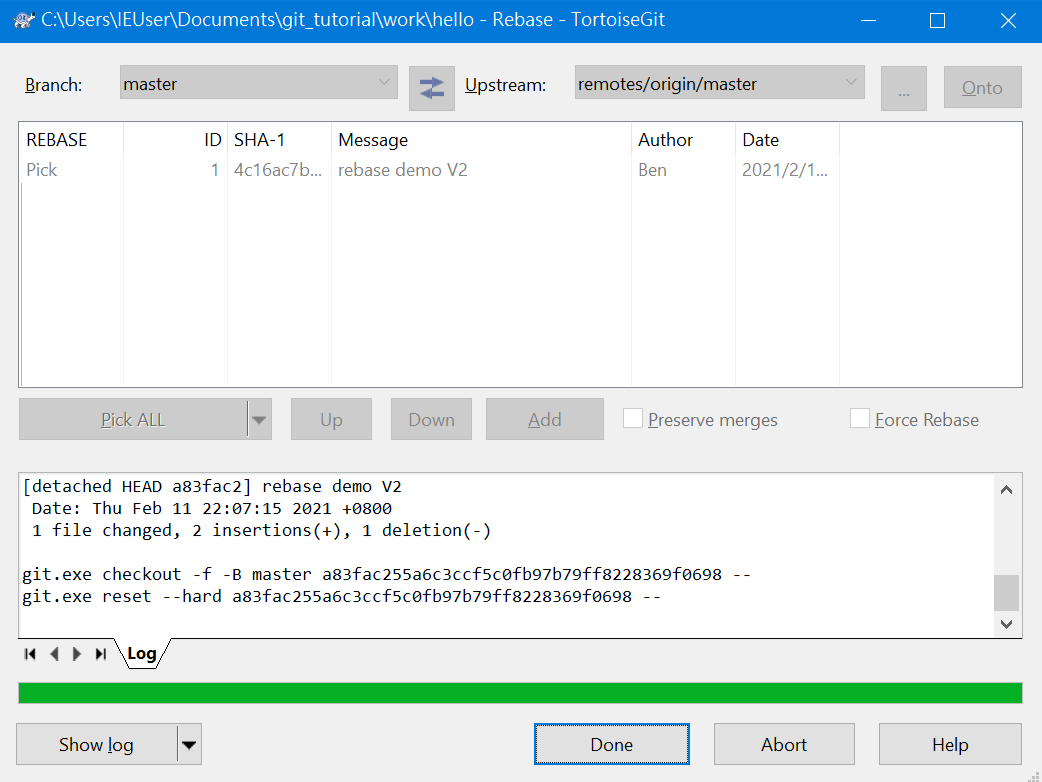 C:\Users\IEUser\Documents\git_tutorial\work\hello - Rebase - TortoiseGit
Branch: master Upstream: remotes/origin/master ... Onto
REBASE ID SHA-1 Message Author Date
Pick 1 4c16ac7b... rebase demo V2 Ben 2021/2/1...
Pick ALL Up Down Add Preserve merges Force Rebase
[detached HEAD a83fac2] rebase demo V2
Date: Thu Feb 11 22:07:15 2021 +0800
1 file changed, 2 insertions(+), 1 deletion(-)
git.exe checkout -f -B master a83fac255a6c3ccf5c0fb97b79ff8228369f0698 --
git.exe reset --hard a83fac255a6c3ccf5c0fb97b79ff8228369f0698 --
Log
Show log Done Abort Help